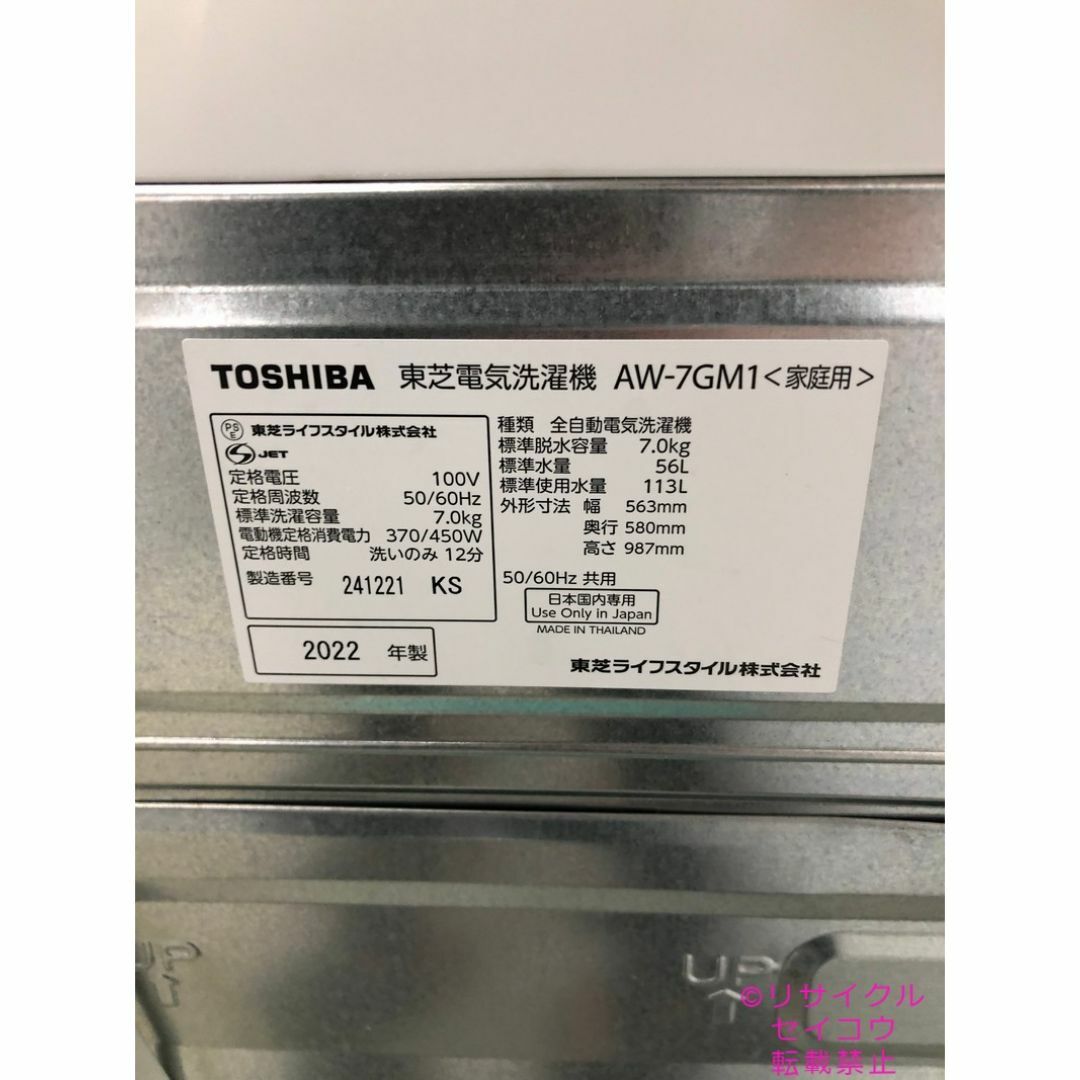 TOSHIBA 東芝電気洗濯機 AW-7GM1<家庭用>
PS
E
東芝ライフスタイル株式会社
S JET
定格電圧 100V
定格周波数 50/60Hz
標準洗濯容量 7.0kg
電動機定格消費電力 370/450W
定格時間 洗いのみ 12分
製造番号 241221 KS
2022 年製
種類 全自動電気洗濯機
標準脱水容量 7.0kg
標準水量 56L
標準使用水量 113L
外形寸法 幅 563mm
奥行 580mm
高さ 987mm
50/60Hz 共用
日本国内専用
Use Only in Japan
MADE IN THAILAND
東芝ライフスタイル株式会社
UP
©リサイクル
セイコウ
転載禁止